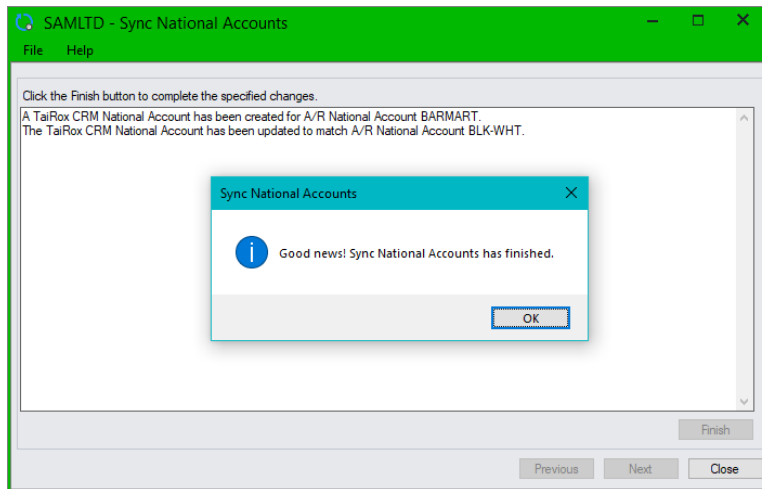 SAMLTD - Sync National Accounts
File Help
Click the Finish button to complete the specified changes.
A TaiRox CRM National Account has been created for A/R National Account BARMART.
The TaiRox CRM National Account has been updated to match A/R National Account BLK-WHT.
Sync National Accounts
Good news! Sync National Accounts has finished.
OK
Finish
Previous Next Close